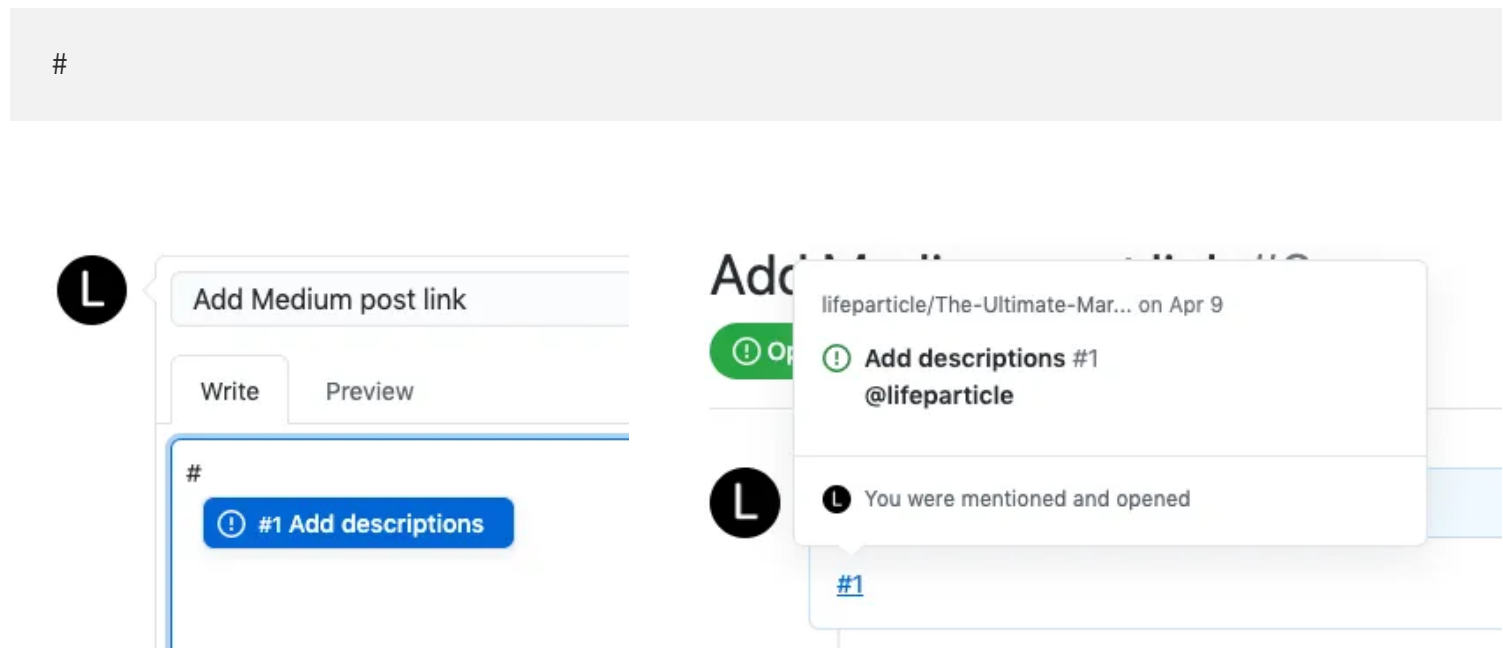 #
L
Add Medium post link
Write
Preview
#
#1 Add descriptions
Add
Op
lifeparticle/The-Ultimate-Mar... on Apr 9
Add descriptions #1
@lifeparticle
L
L You were mentioned and opened
#1